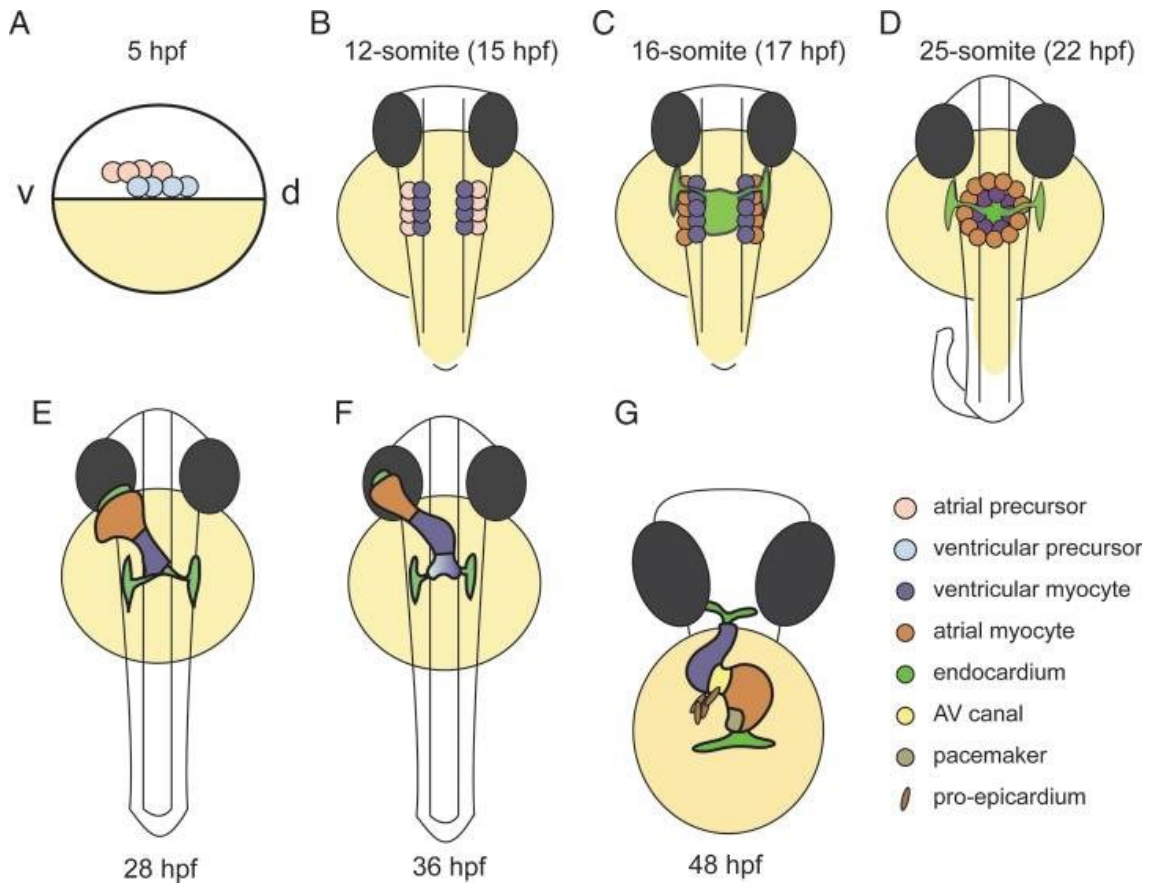 A
5 hpf
v
d
B
12-somite (15 hpf)
C
16-somite (17 hpf)
D
25-somite (22 hpf)
E
28 hpf
F
36 hpf
G
48 hpf
atrial precursor
ventricular precursor
ventricular myocyte
atrial myocyte
endocardium
AV canal
pacemaker
pro-epicardium